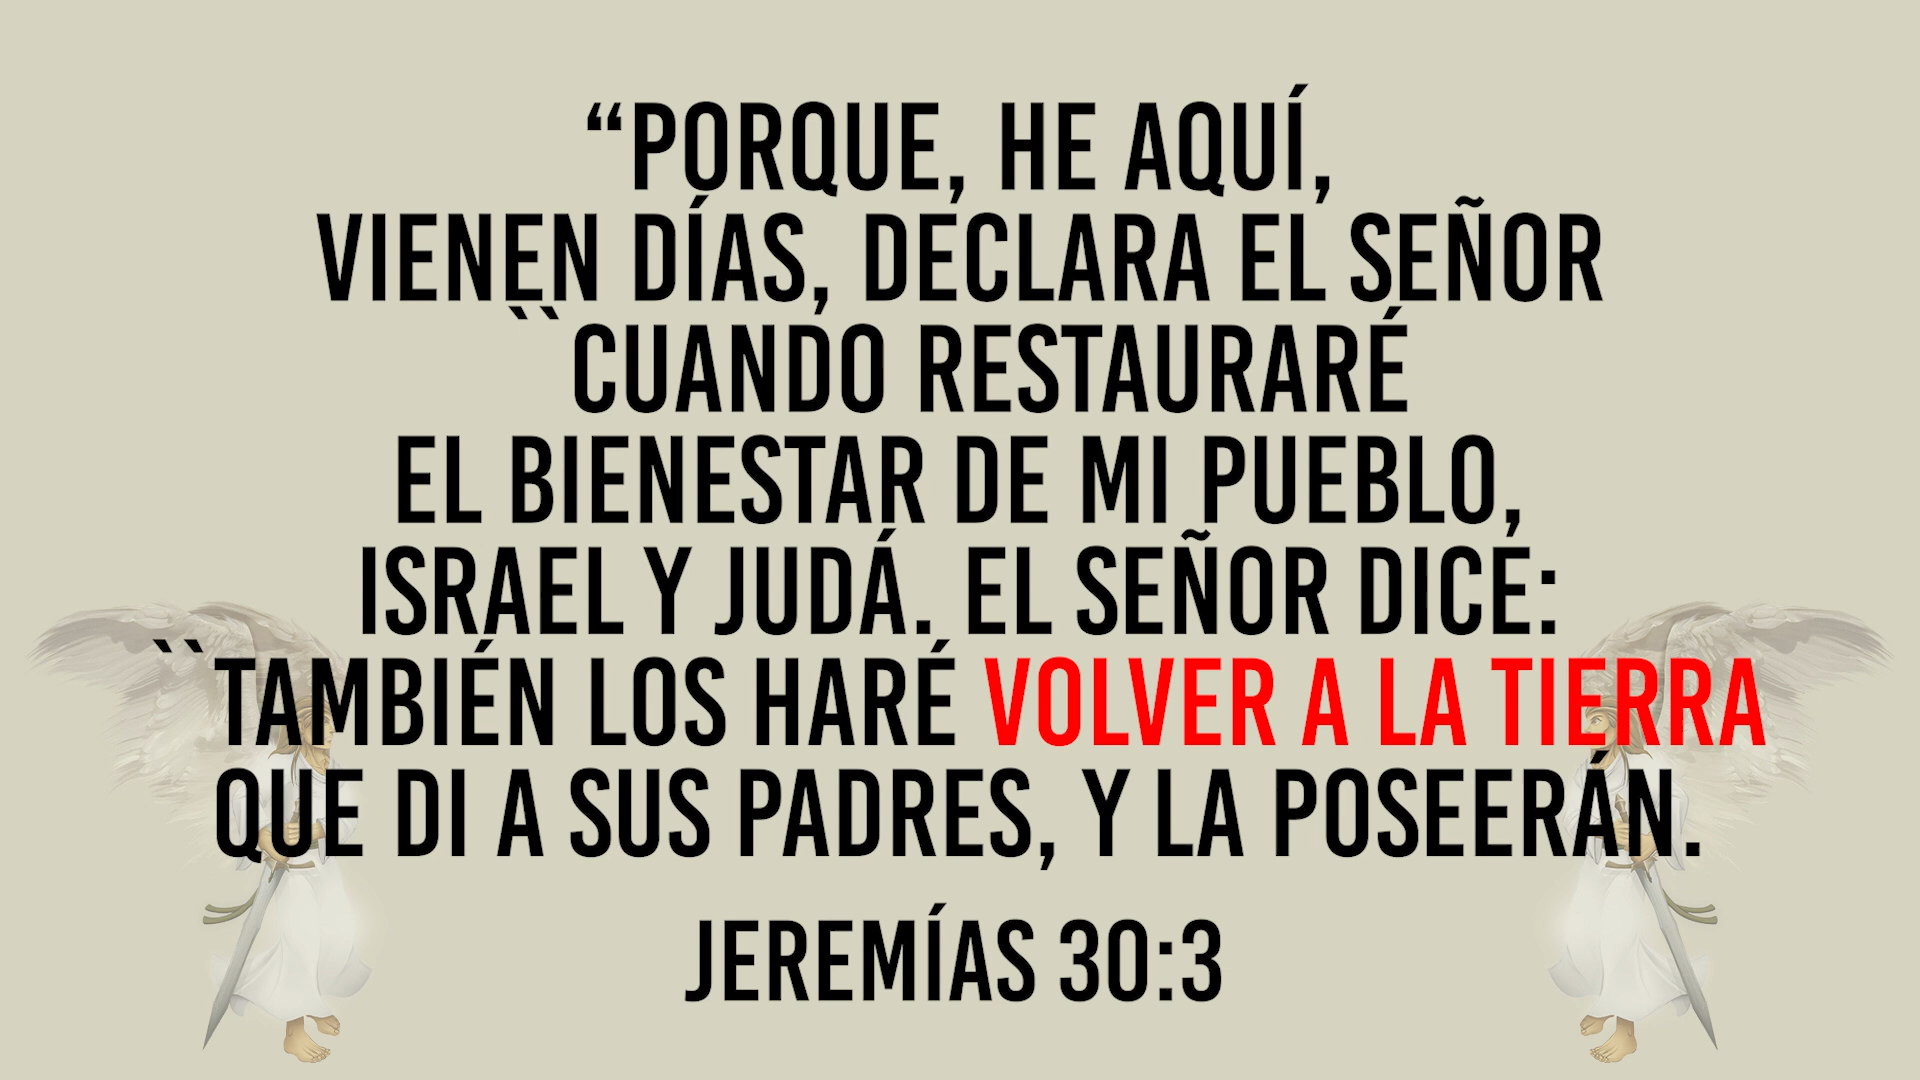 “PORQUE, HE AQUÍ,
VIENEN DÍAS, DECLARA EL SEÑOR
``CUANDO RESTAURARÉ
EL BIENESTAR DE MI PUEBLO,
ISRAEL Y JUDÁ. EL SEÑOR DICE:
``TAMBIÉN LOS HARÉ VOLVER A LA TIERRA
QUE DI A SUS PADRES, Y LA POSEERÁN.
JEREMÍAS 30:3